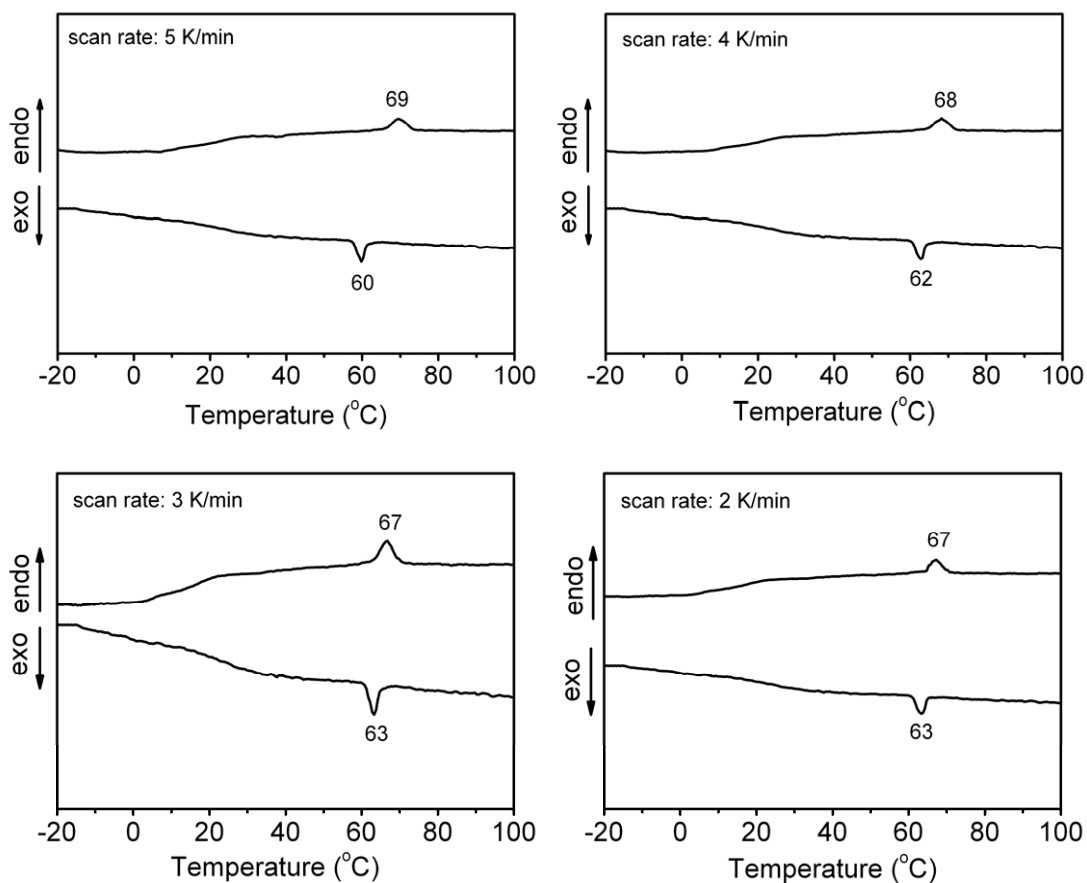 scan rate: 5 K/min
69
endo
exo
60
-20 0 20 40 60 80 100
Temperature (°C)
scan rate: 4 K/min
68
endo
exo
62
-20 0 20 40 60 80 100
Temperature (°C)
scan rate: 3 K/min
67
endo
exo
63
-20 0 20 40 60 80 100
Temperature (°C)
scan rate: 2 K/min
67
endo
exo
63
-20 0 20 40 60 80 100
Temperature (°C)